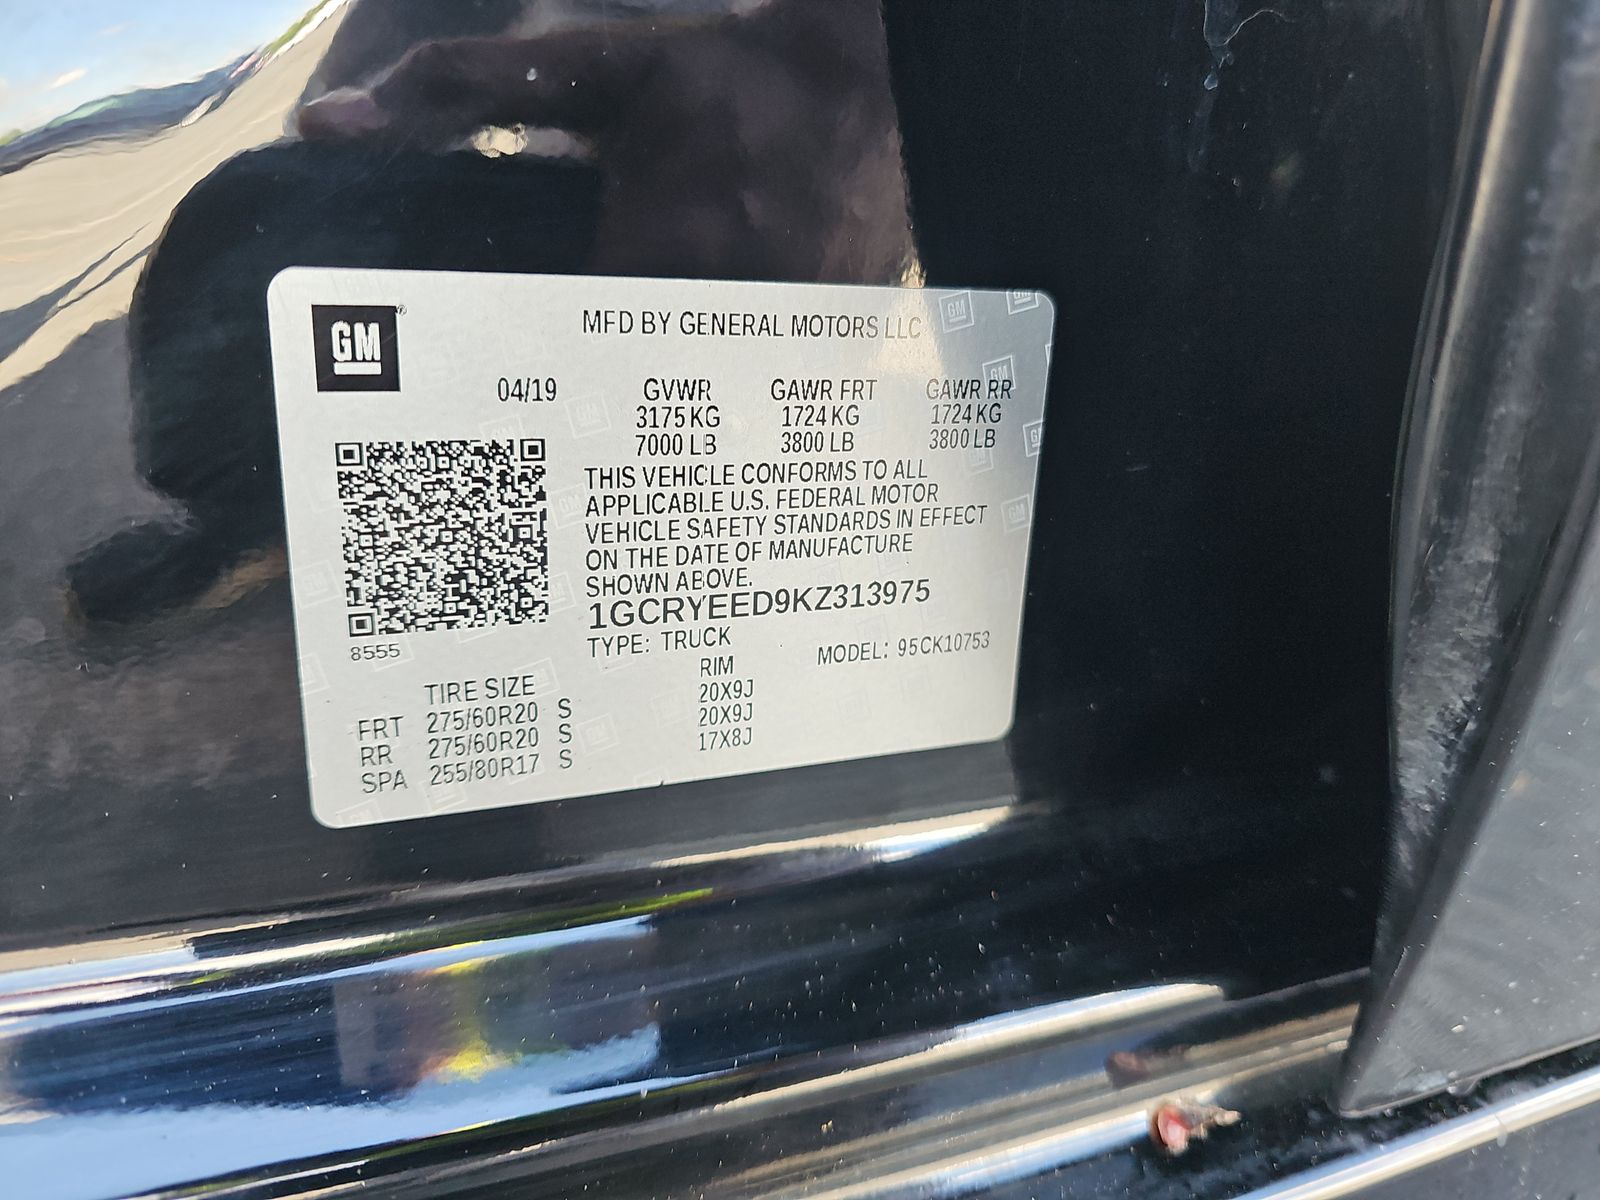 GM
MFD BY GENERAL MOTORS LLC
04/19 GVWR GAWR FRT GAWR RR
3175 KG 1724 KG 1724 KG
7000 LB 3800 LB 3800 LB
THIS VEHICLE CONFORMS TO ALL
APPLICABLE U.S. FEDERAL MOTOR
VEHICLE SAFETY STANDARDS IN EFFECT
ON THE DATE OF MANUFACTURE
SHOWN ABOVE.
1GCRYEED9KZ313975
8555
TYPE: TRUCK MODEL: 95CK10753
TIRE SIZE RIM
FRT 275/60R20 S 20X9J
RR 275/60R20 S 20X9J
SPA 255/80R17 S 17X8J